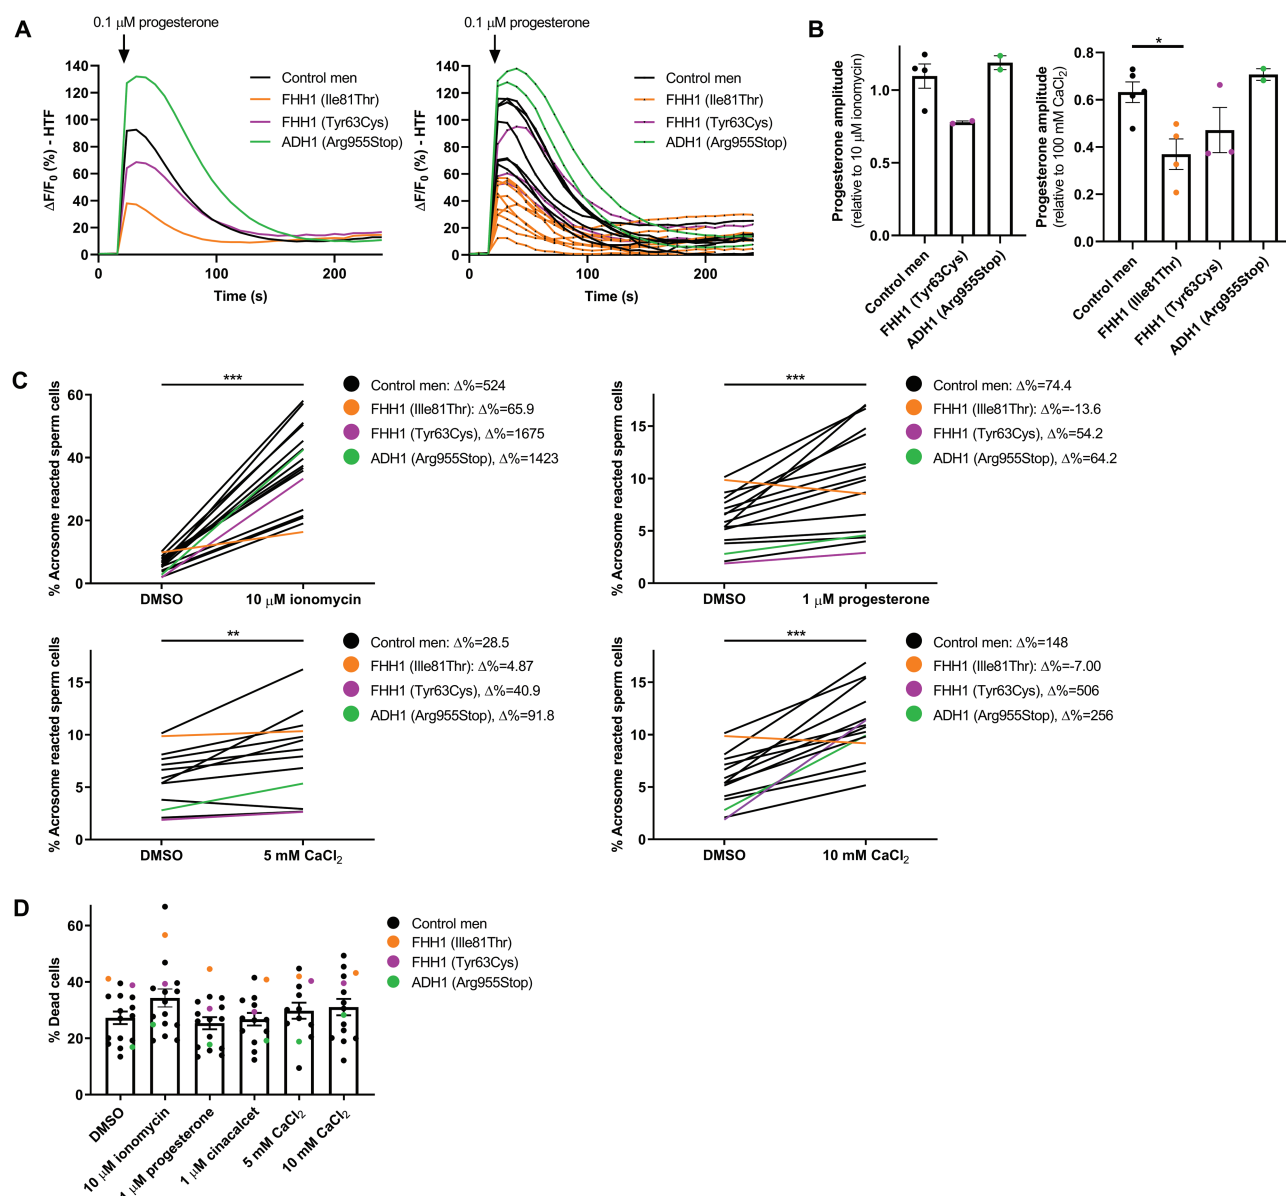 A
0.1 μM progesterone
ΔF/F0 (%) - HTF
140
120
100
80
60
40
20
0
0
100
200
Time (s)
Control men
FHH1 (Ile81Thr)
FHH1 (Tyr63Cys)
ADH1 (Arg955Stop)
0.1 μM progesterone
ΔF/F0 (%) - HTF
140
120
100
80
60
40
20
0
0
100
200
Time (s)
Control men
FHH1 (Ile81Thr)
FHH1 (Tyr63Cys)
ADH1 (Arg955Stop)
B
Progesterone amplitude
(relative to 10 μM ionomycin)
1.0
0.5
0.0
Control men
FHH1 (Tyr63Cys)
ADH1 (Arg955Stop)
Progesterone amplitude
(relative to 100 mM CaCl2)
0.8
0.6
0.4
0.2
0.0
*
Control men
FHH1 (Ille81Thr)
FHH1 (Tyr63Cys)
ADH1 (Arg955Stop)
C
% Acrosome reacted sperm cells
60
40
20
0
***
DMSO
10 μM ionomycin
Control men: Δ%=524
FHH1 (Ille81Thr): Δ%=65.9
FHH1 (Tyr63Cys), Δ%=1675
ADH1 (Arg955Stop), Δ%=1423
% Acrosome reacted sperm cells
15
10
5
0
***
DMSO
1 μM progesterone
Control men: Δ%=74.4
FHH1 (Ille81Thr): Δ%=-13.6
FHH1 (Tyr63Cys), Δ%=54.2
ADH1 (Arg955Stop), Δ%=64.2
% Acrosome reacted sperm cells
15
10
5
0
**
DMSO
5 mM CaCl2
Control men: Δ%=28.5
FHH1 (Ille81Thr): Δ%=4.87
FHH1 (Tyr63Cys), Δ%=40.9
ADH1 (Arg955Stop), Δ%=91.8
% Acrosome reacted sperm cells
15
10
5
0
***
DMSO
10 mM CaCl2
Control men: Δ%=148
FHH1 (Ille81Thr): Δ%=-7.00
FHH1 (Tyr63Cys), Δ%=506
ADH1 (Arg955Stop), Δ%=256
D
% Dead cells
60
40
20
0
DMSO
10 μM ionomycin
1 μM progesterone
1 μM cinacalcet
5 mM CaCl2
10 mM CaCl2
Control men
FHH1 (Ille81Thr)
FHH1 (Tyr63Cys)
ADH1 (Arg955Stop)